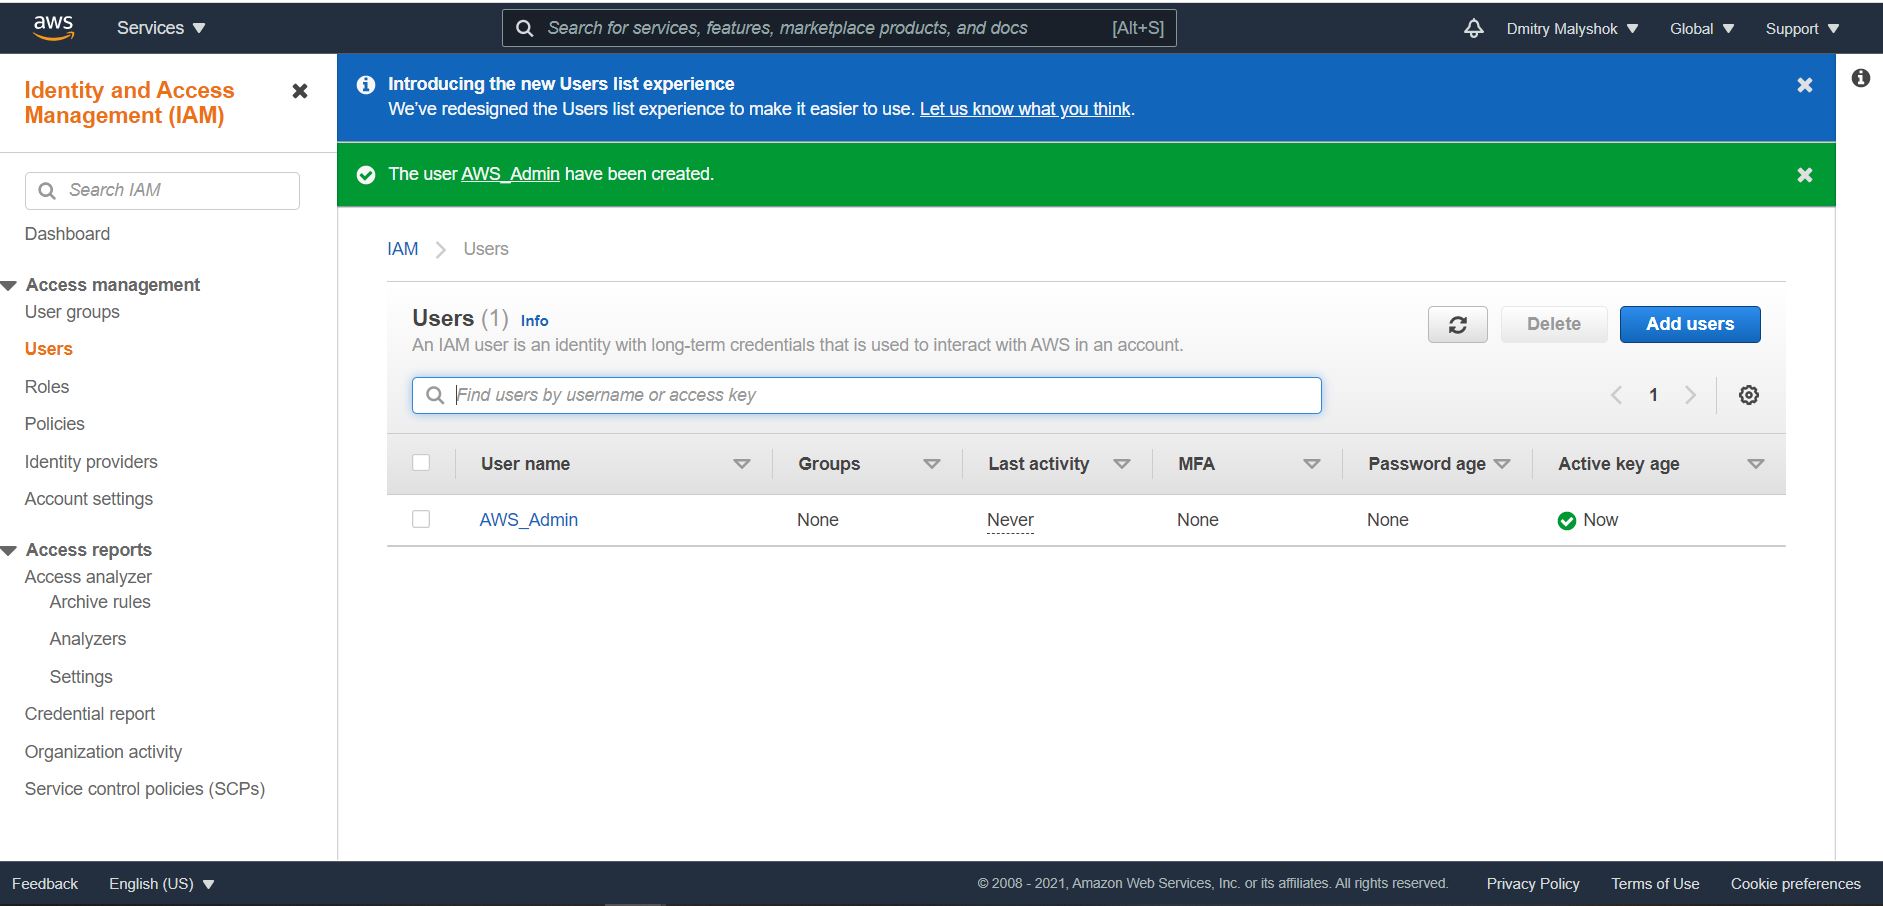 aws
Services
Search for services, features, marketplace products, and docs [Alt+S]
Dmitry Malyshok
Global
Support
Identity and Access
Management (IAM)
Search IAM
Dashboard
Access management
User groups
Users
Roles
Policies
Identity providers
Account settings
Access reports
Access analyzer
Archive rules
Analyzers
Settings
Credential report
Organization activity
Service control policies (SCPs)
Introducing the new Users list experience
We've redesigned the Users list experience to make it easier to use. Let us know what you think.
The user AWS_Admin have been created.
IAM > Users
Users (1) Info
An IAM user is an identity with long-term credentials that is used to interact with AWS in an account.
Delete
Add users
Find users by username or access key
1
User name Groups Last activity MFA Password age Active key age
AWS_Admin None Never None None Now
Feedback English (US) © 2008 - 2021, Amazon Web Services, Inc. or its affiliates. All rights reserved. Privacy Policy Terms of Use Cookie preferences